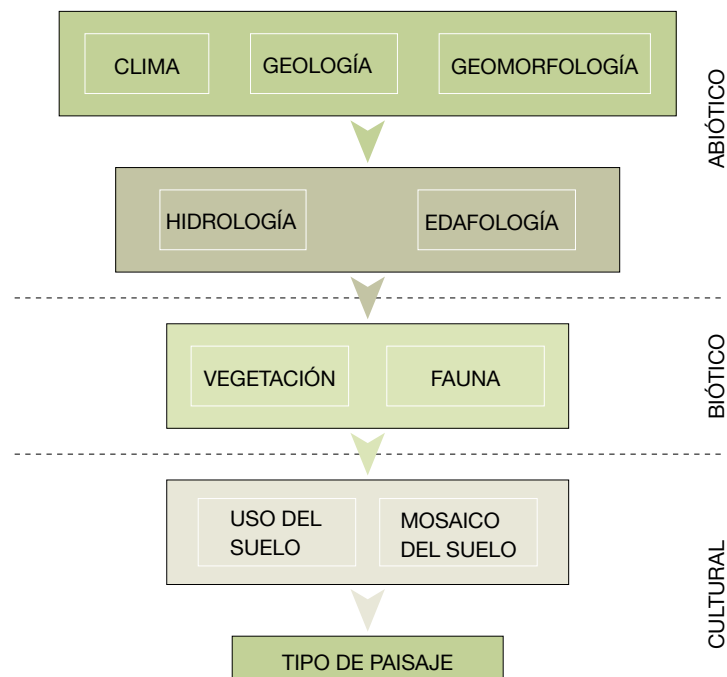 CLIMA
GEOLOGÍA
GEOMORFOLOGÍA
ABIÓTICO
HIDROLOGÍA
EDAFOLOGÍA
VEGETACIÓN
FAUNA
BIÓTICO
USO DEL
SUELO
MOSAICO
DEL SUELO
CULTURAL
TIPO DE PAISAJE